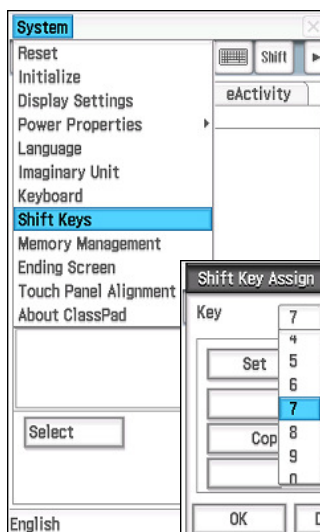 System
Reset
Initialize
Shift
Display Settings
eActivity
Power Properties
Language
Imaginary Unit
Keyboard
Shift Keys
Memory Management
Ending Screen
Touch Panel Alignment
About ClassPad
Shift Key Assign
Key 7
4
Set 5
6
7
Cop 8
9
Select
OK
English